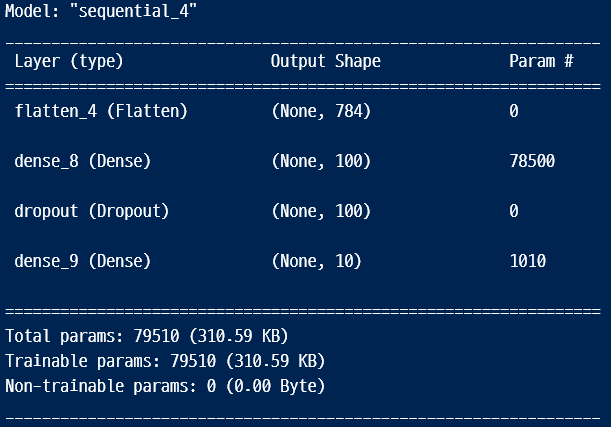 Model: "sequential_4"
_________________________________________________________________
Layer (type) Output Shape Param #
=================================================================
flatten_4 (Flatten) (None, 784) 0
dense_8 (Dense) (None, 100) 78500
dropout (Dropout) (None, 100) 0
dense_9 (Dense) (None, 10) 1010
=================================================================
Total params: 79510 (310.59 KB)
Trainable params: 79510 (310.59 KB)
Non-trainable params: 0 (0.00 Byte)
_________________________________________________________________